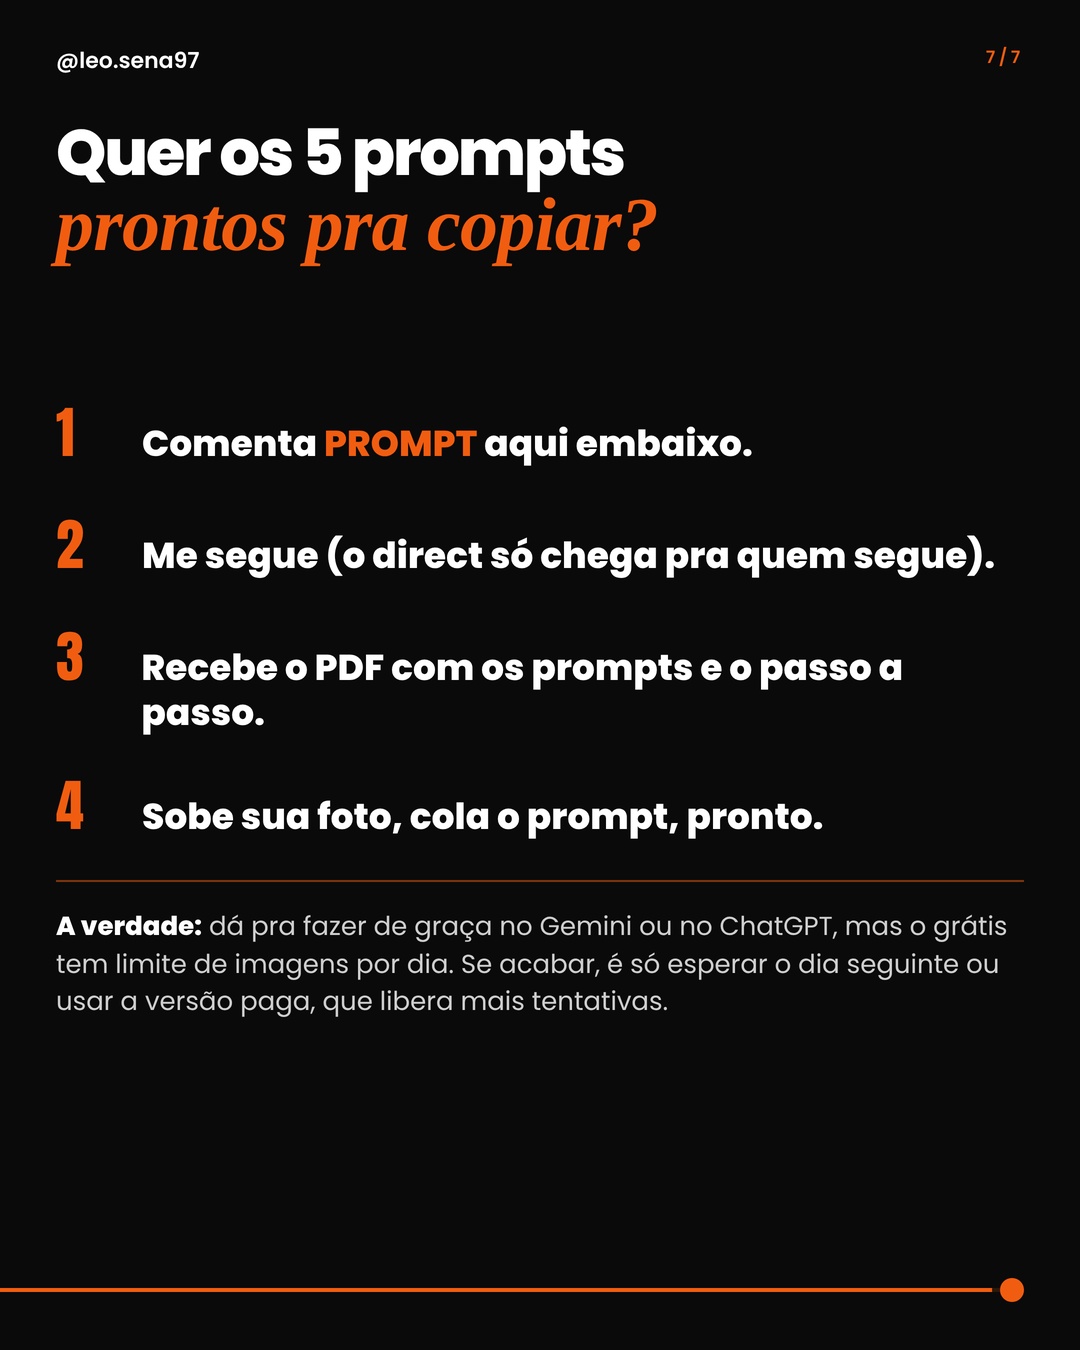 @leo.sena97
7 / 7
Quer os 5 prompts
prontos pra copiar?
1 Comenta PROMPT aqui embaixo.
2 Me segue (o direct só chega pra quem segue).
3 Recebe o PDF com os prompts e o passo a
passo.
4 Sobe sua foto, cola o prompt, pronto.
A verdade: dá pra fazer de graça no Gemini ou no ChatGPT, mas o grátis
tem limite de imagens por dia. Se acabar, é só esperar o dia seguinte ou
usar a versão paga, que libera mais tentativas.